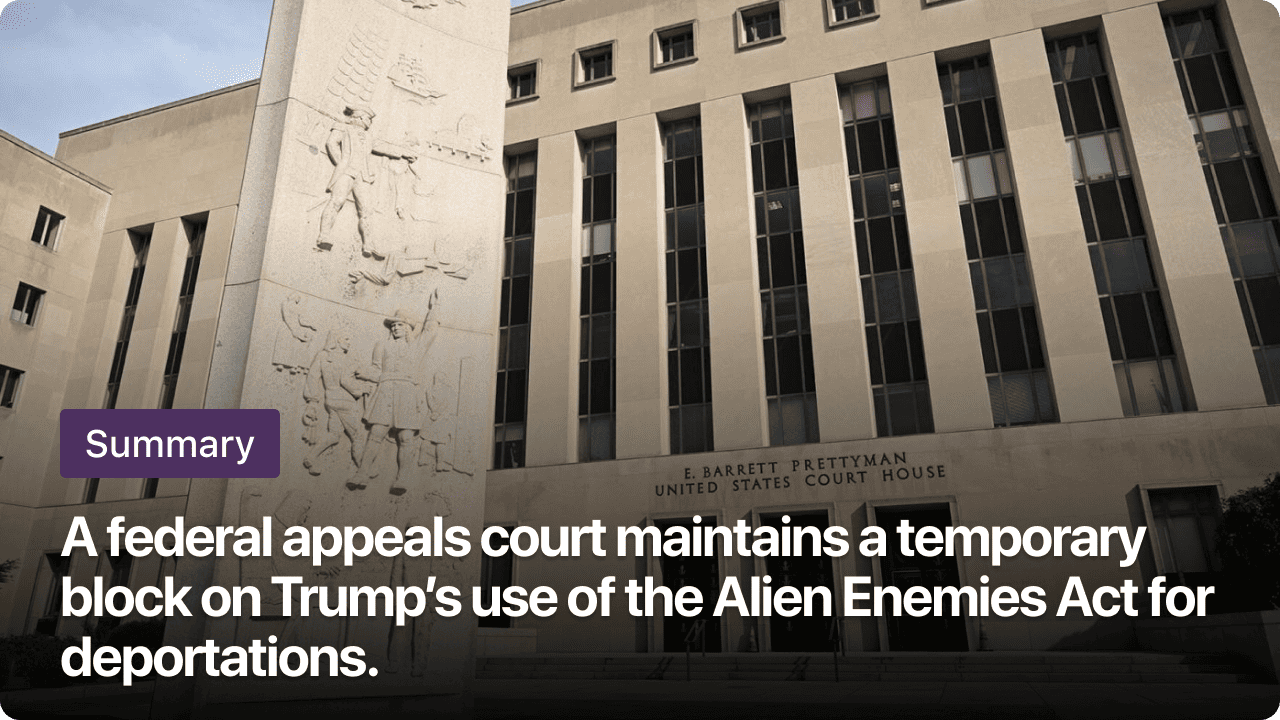 E. BARRETT PRETTYMAN
UNITED STATES COURT HOUSE
Summary
A federal appeals court maintains a temporary
block on Trump’s use of the Alien Enemies Act for
deportations.